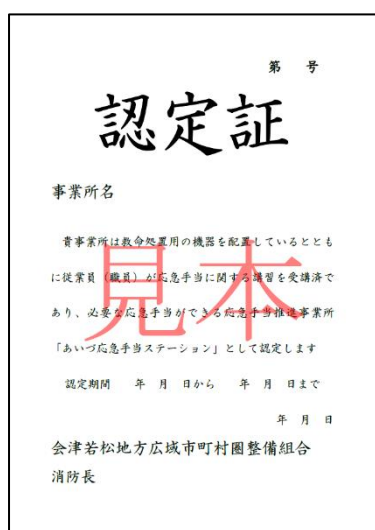 第　号
認定証
事業所名
貴事業所は救命処置用の機器を配置しているととも
に従業員（職員）が応急手当に関する講習を受講済で
あり、必要な応急手当ができる応急手当推進事業所
「あいづ応急手当ステーション」として認定します
認定期間　年　月　日から　年　月　日まで
年　月　日
会津若松地方広域市町村圏整備組合
消防長
見本